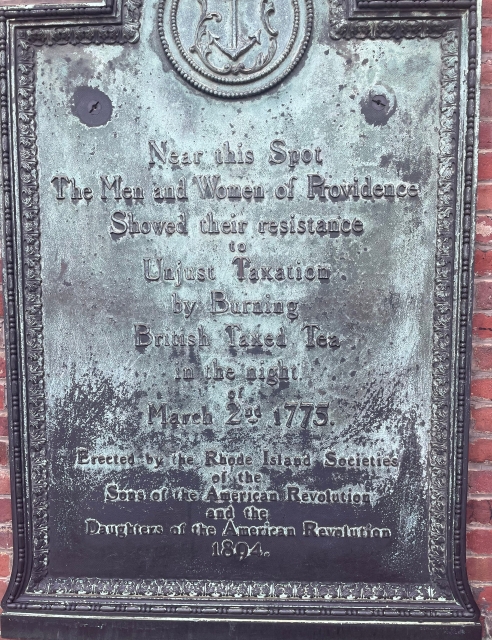 Near this Spot
The Men and Women of Providence
Showed their resistance
to
Unjust Taxation
by Burning
British Taxed Tea
in the night
of
March 2nd 1775.
Erected by the Rhode Island Societies
of the
Sons of the American Revolution
and the
Daughters of the American Revolution
1894.